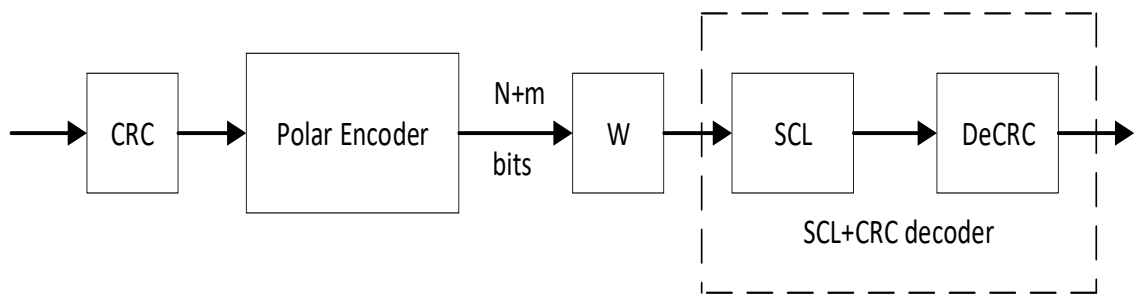 CRC
Polar Encoder
N+m
bits
W
SCL
DeCRC
SCL+CRC decoder